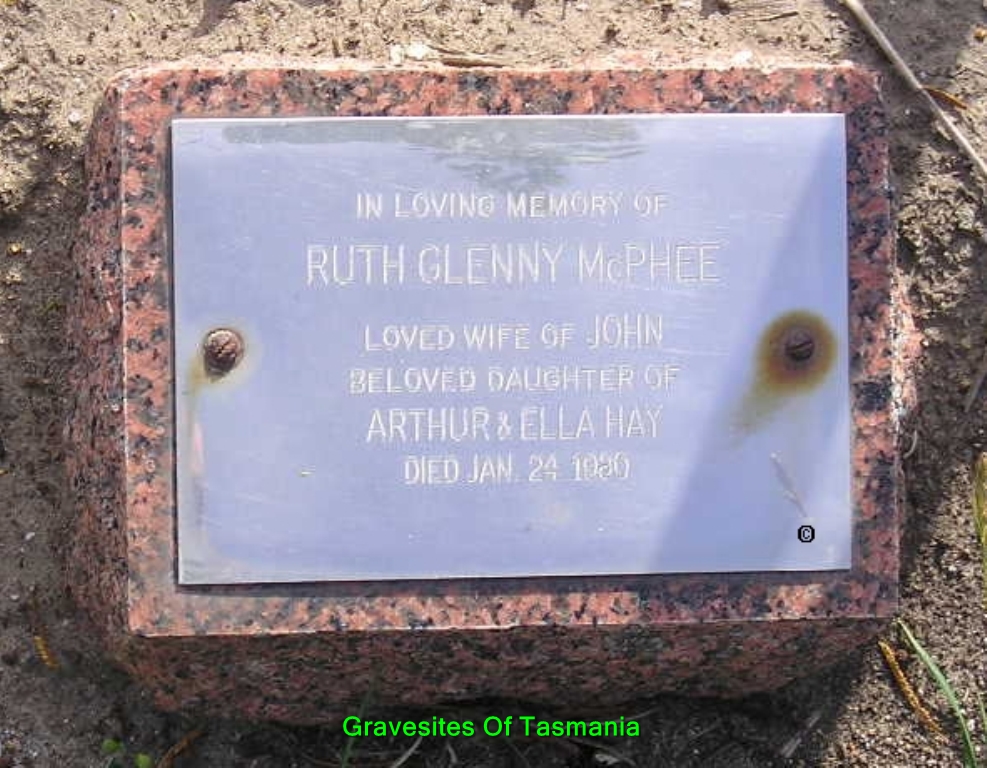 IN LOVING MEMORY OF
RUTH GLENNY McPHEE
LOVED WIFE OF JOHN
BELOVED DAUGHTER OF
ARTHUR & ELLA HAY
DIED JAN. 24
©
Gravesites Of Tasmania